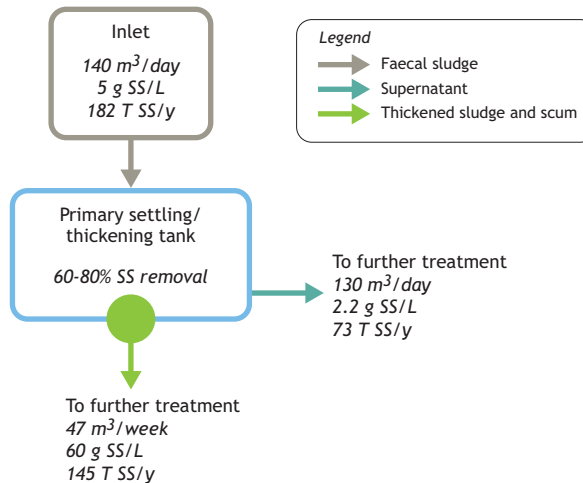 Inlet
140 m³/day
5 g SS/L
182 T SS/y
Legend
Faecal sludge
Supernatant
Thickened sludge and scum
Primary settling/
thickening tank
60-80% SS removal
To further treatment
130 m³/day
2.2 g SS/L
73 T SS/y
To further treatment
47 m³/week
60 g SS/L
145 T SS/y